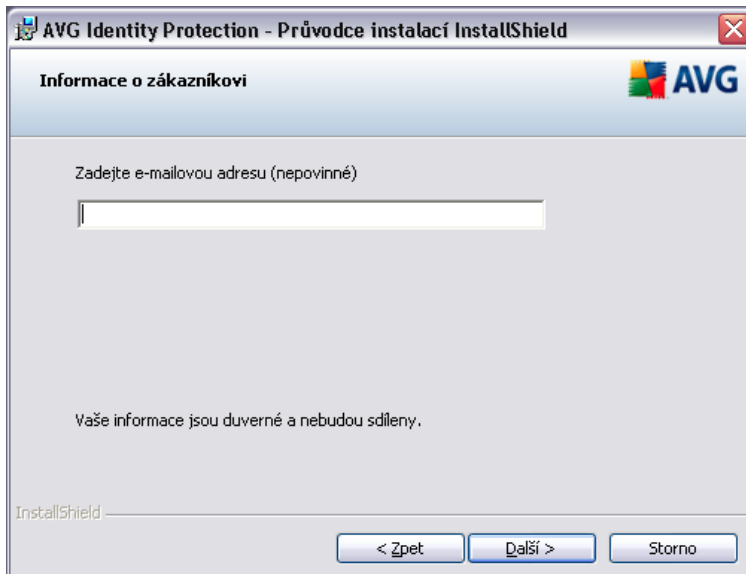 AVG Identity Protection - Průvodce instalací InstallShield
Informace o zákazníkovi
AVG
Zadejte e-mailovou adresu (nepovinné)
Vaše informace jsou duverné a nebudou sdíleny.
InstallShield
< Zpet
Další >
Storno